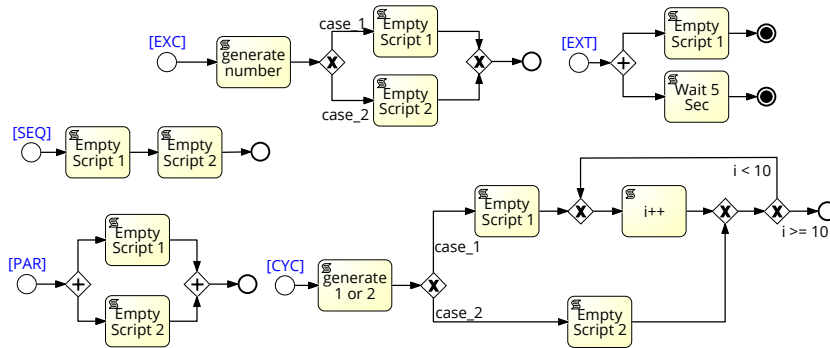 [EXC]
generate
number
case_1
Empty
Script 1
case_2
Empty
Script 2
[EXT]
Empty
Script 1
Wait 5
Sec
[SEQ]
Empty
Script 1
Empty
Script 2
[PAR]
Empty
Script 1
Empty
Script 2
[CYC]
generate
1 or 2
case_1
Empty
Script 1
i++
i < 10
i >= 10
case_2
Empty
Script 2